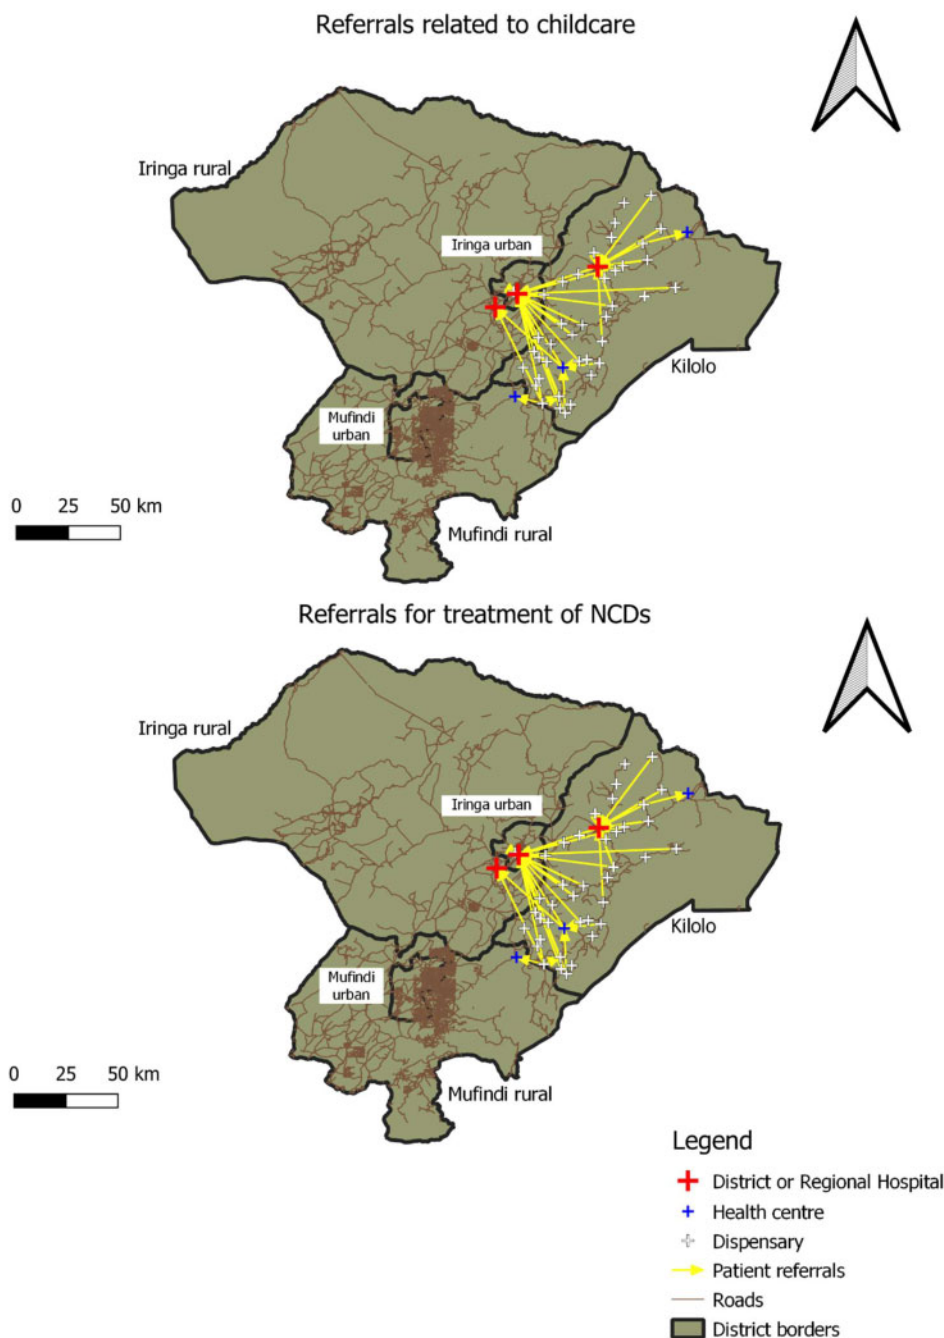 Referrals related to childcare
Iringa rural
Iringa urban
Kilolo
Mufindi
urban
0 25 50 km
Mufindi rural
Referrals for treatment of NCDs
Iringa rural
Iringa urban
Kilolo
Mufindi
urban
0 25 50 km
Mufindi rural
Legend
District or Regional Hospital
Health centre
Dispensary
Patient referrals
Roads
District borders